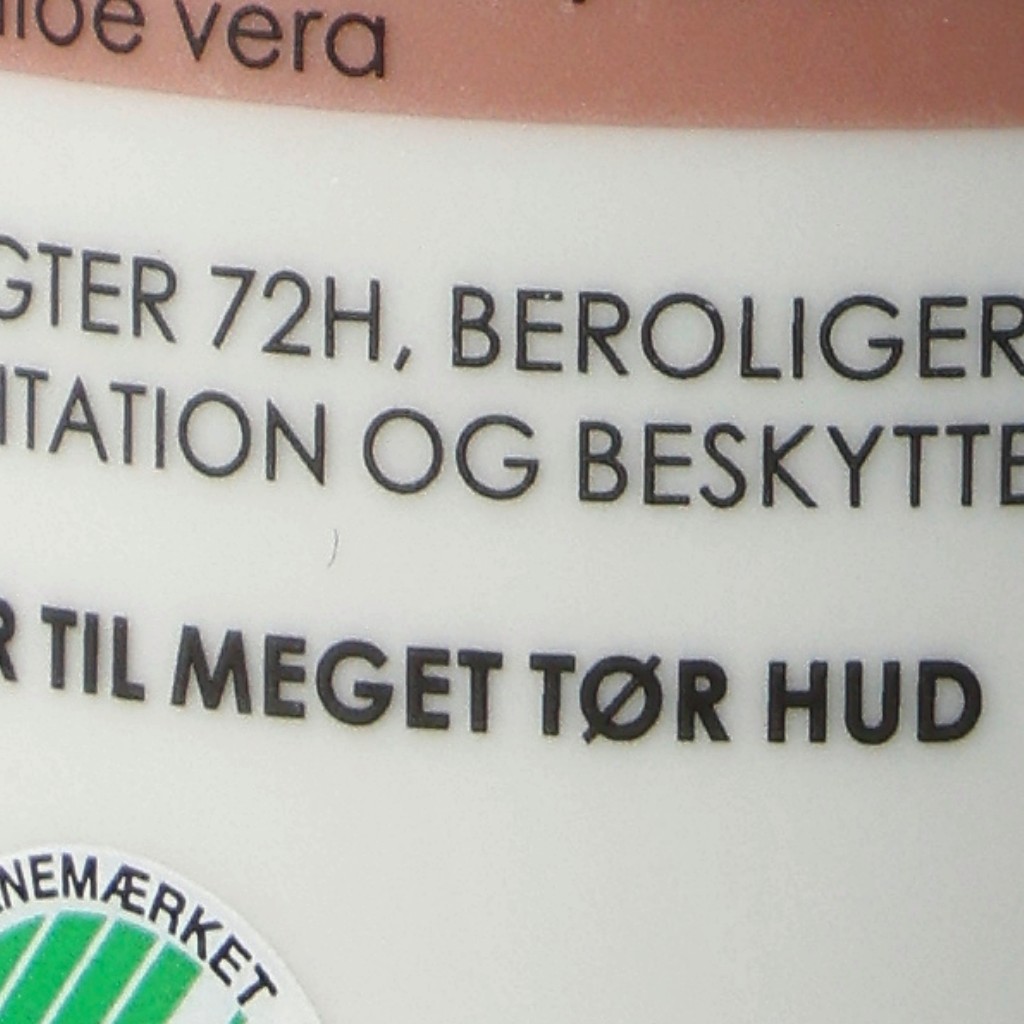 aloe vera
GTER 72H, BEROLIGER
ITATION OG BESKYTTE
R TIL MEGET TØR HUD
NEMÆRKET